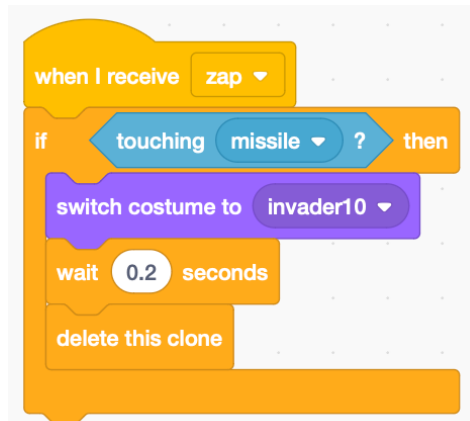 when I receive zap
if touching missile ? then
switch costume to invader10
wait 0.2 seconds
delete this clone